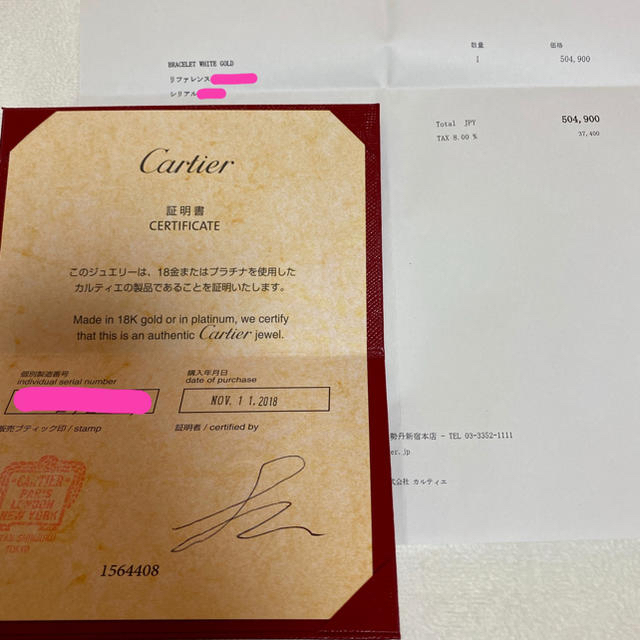 数量 価格
BRACELET WHITE GOLD 1 504,900
リファレンス
シリアル
Total JPY 504,900
TAX 8.00 % 37,400
Cartier
証明書
CERTIFICATE
このジュエリーは、18金またはプラチナを使用した
カルティエの製品であることを証明いたします。
Made in 18K gold or in platinum, we certify
that this is an authentic Cartier jewel.
個別製造番号 購入年月日
individual serial number date of purchase
NOV. 1 1. 2018
販売ブティック印 / stamp 証明者 / certified by
CARTIER
PARIS
LONDON
NEW YORK
TOKYO
1564408
勢丹新宿本店 - TEL 03-3352-1111
er.jp
式会社 カルティエ